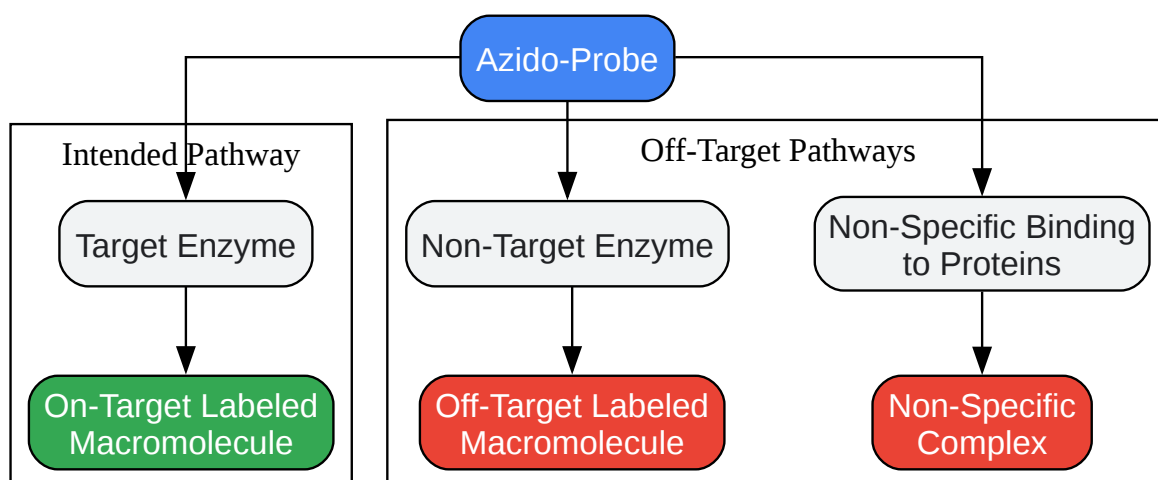 Azido-Probe
Intended Pathway
Off-Target Pathways
Target Enzyme
Non-Target Enzyme
Non-Specific Binding
to Proteins
On-Target Labeled
Macromolecule
Off-Target Labeled
Macromolecule
Non-Specific
Complex